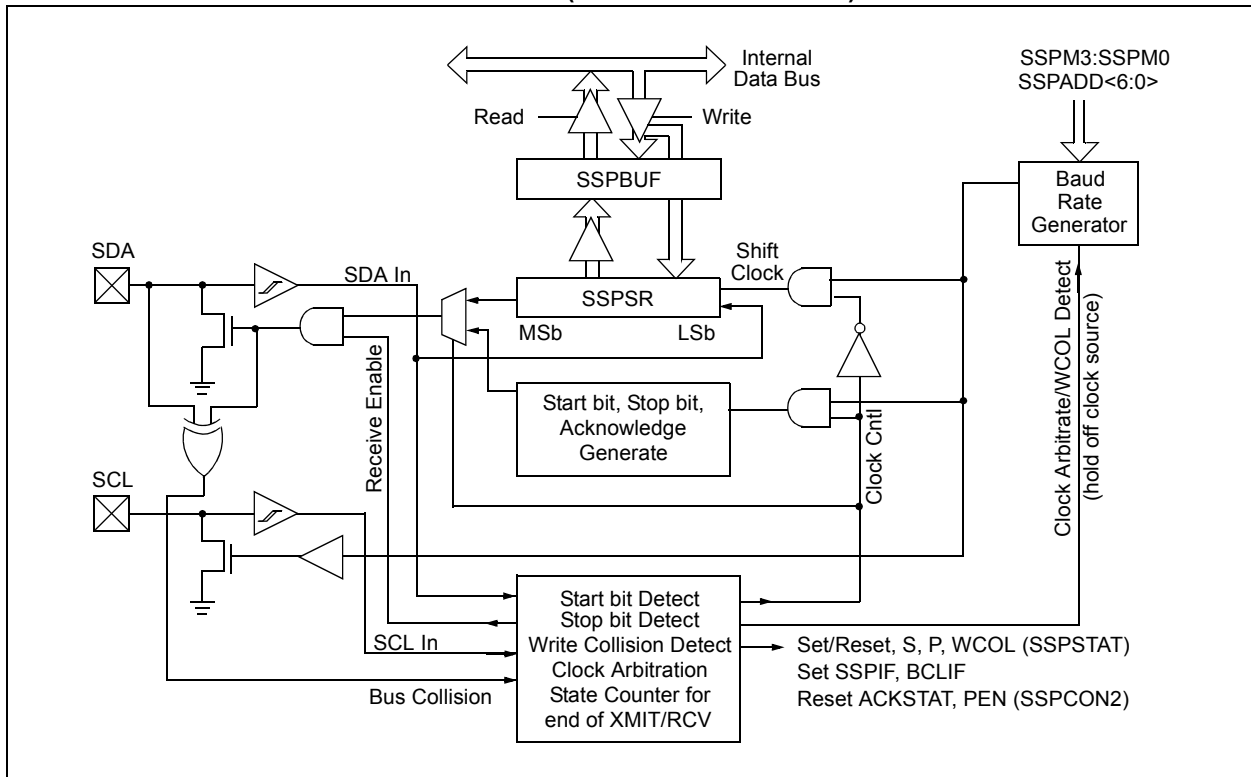 Internal
Data Bus
SSPM3:SSPM0
SSPADD<6:0>
Read
Write
SSPBUF
Baud
Rate
Generator
SDA
SDA In
Shift
Clock
SSPSR
MSb
LSb
Start bit, Stop bit,
Acknowledge
Generate
Receive Enable
Clock Cntl
Clock Arbitrate/WCOL Detect
(hold off clock source)
SCL
SCL In
Bus Collision
Start bit Detect
Stop bit Detect
Write Collision Detect
Clock Arbitration
State Counter for
end of XMIT/RCV
Set/Reset, S, P, WCOL (SSPSTAT)
Set SSPIF, BCLIF
Reset ACKSTAT, PEN (SSPCON2)